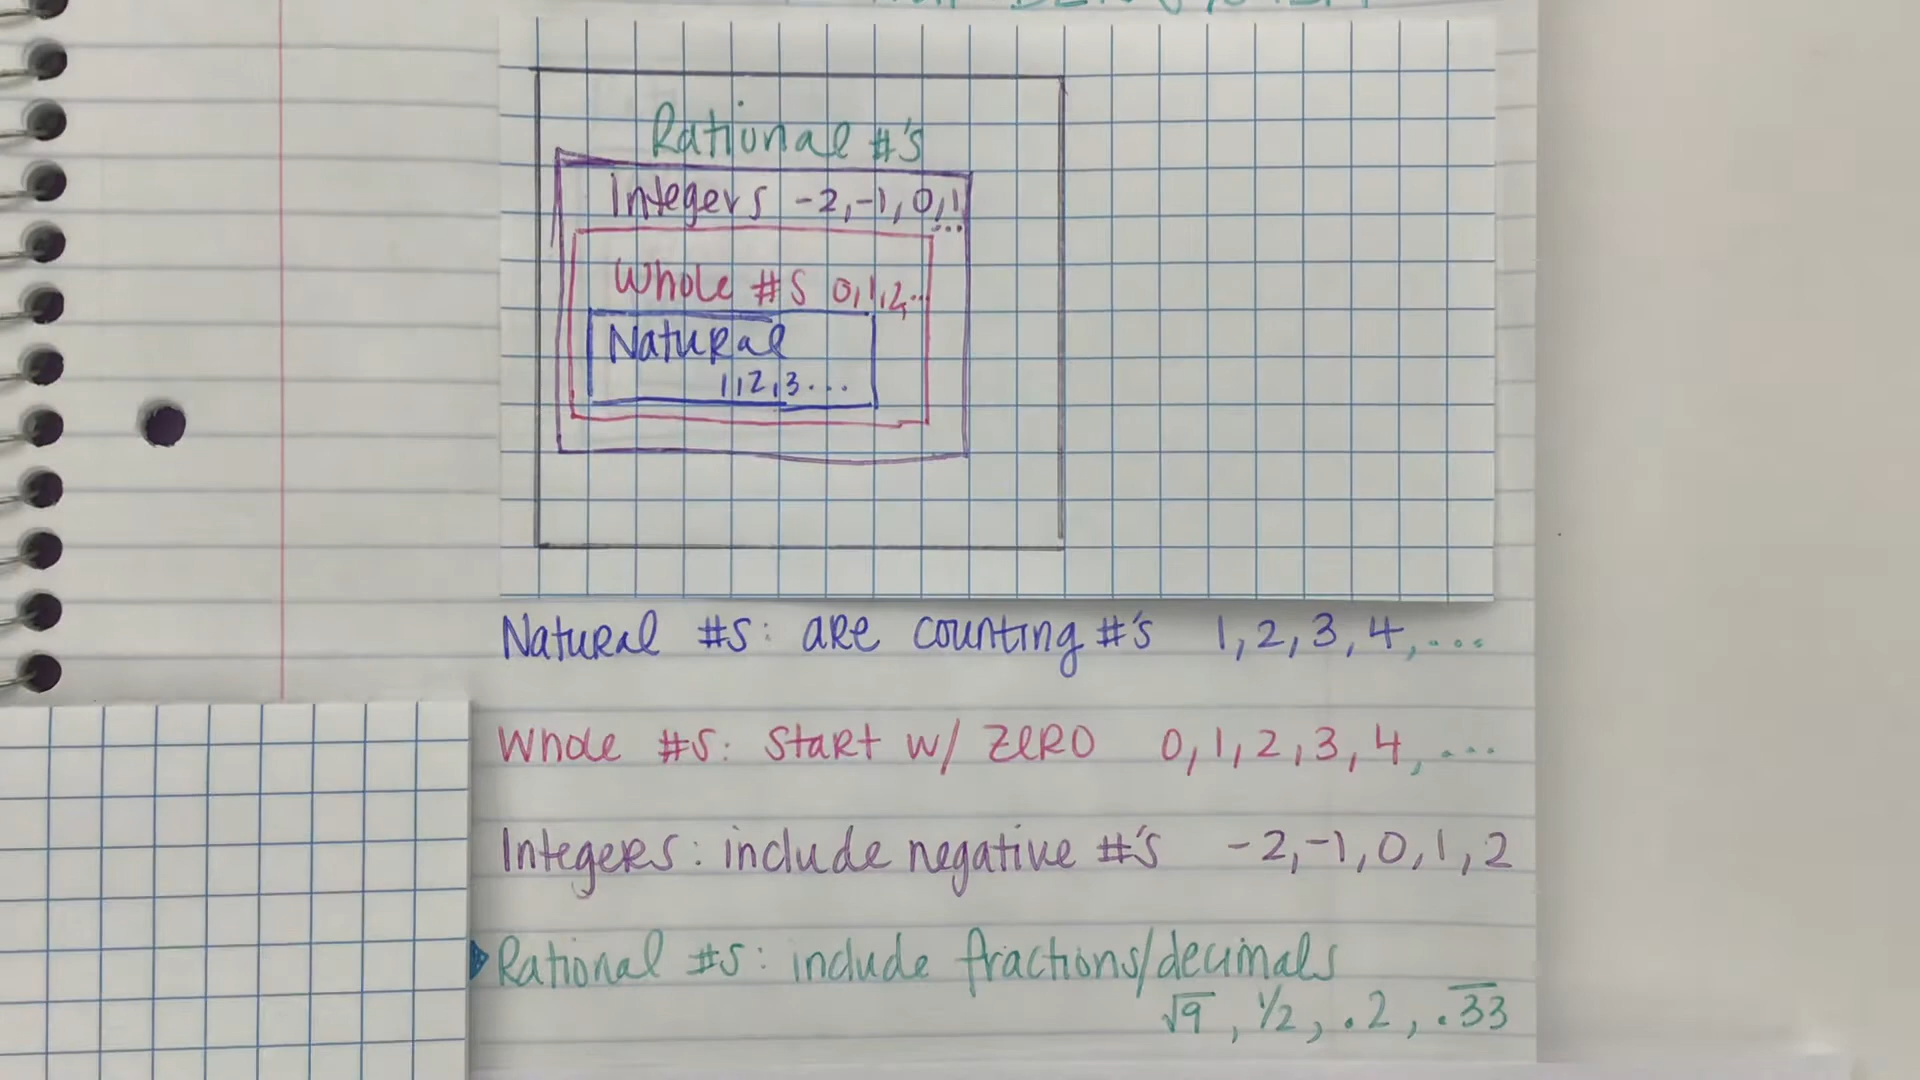 Rational #'s
Integers -2,-1,0,1...
Whole #s 0,1,2..
Natural
1,2,3...
Natural #s: are counting #'s 1,2,3,4,...
Whole #s: Start w/ ZERO 0,1,2,3,4,...
Integers: include negative #'s -2,-1,0,1,2
Rational #s: include fractions/decimals
√9, 1/2, .2, .3̅3̅